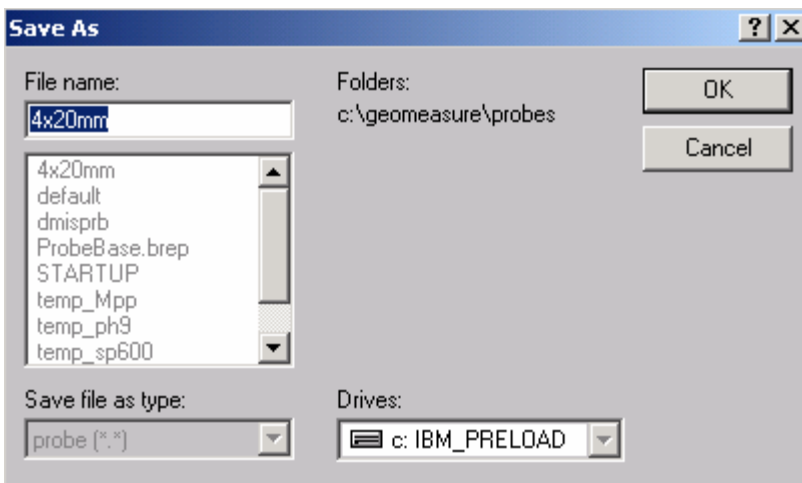 Save As
File name:
4x20mm
4x20mm
default
dmisprb
ProbeBase.brep
STARTUP
temp_Mpp
temp_ph9
temp_sp600
Save file as type:
probe (*.*)
Folders:
c:\geomeasure\probes
Drives:
c: IBM_PRELOAD
OK
Cancel